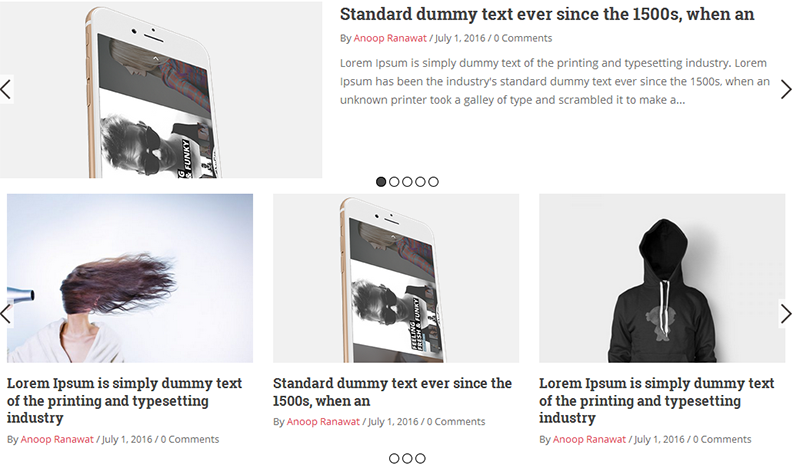 Standard dummy text ever since the 1500s, when an
By Anoop Ranawat / July 1, 2016 / 0 Comments
Lorem Ipsum is simply dummy text of the printing and typesetting industry. Lorem
Ipsum has been the industry's standard dummy text ever since the 1500s, when an
unknown printer took a galley of type and scrambled it to make a...
FEELING
FRESH & FUNKY
Lorem Ipsum is simply dummy text
of the printing and typesetting
industry
By Anoop Ranawat / July 1, 2016 / 0 Comments
Standard dummy text ever since the
1500s, when an
By Anoop Ranawat / July 1, 2016 / 0 Comments
Lorem Ipsum is simply dummy text
of the printing and typesetting
industry
By Anoop Ranawat / July 1, 2016 / 0 Comments